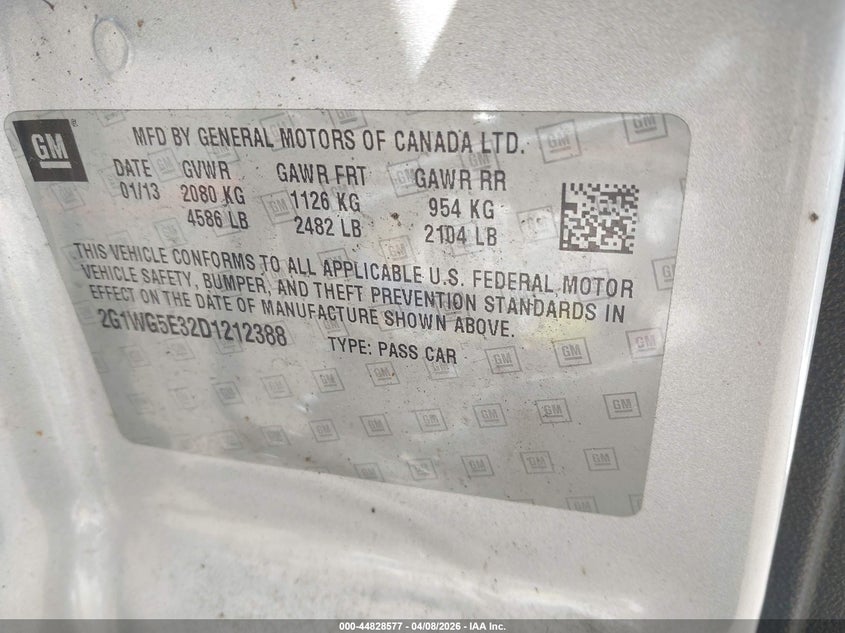 GM
MFD BY GENERAL MOTORS OF CANADA LTD.
DATE GVWR GAWR FRT GAWR RR
01/13 2080 KG 1126 KG 954 KG
4586 LB 2482 LB 2104 LB
THIS VEHICLE CONFORMS TO ALL APPLICABLE U.S. FEDERAL MOTOR
VEHICLE SAFETY, BUMPER, AND THEFT PREVENTION STANDARDS IN
EFFECT ON THE DATE OF MANUFACTURE SHOWN ABOVE.
2G1WG5E32D1212388 TYPE: PASS CAR
000-44828577 - 04/08/2026 - IAA Inc.